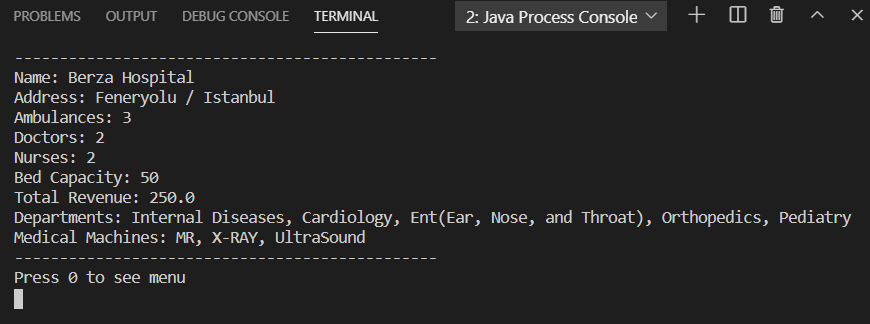 PROBLEMS OUTPUT DEBUG CONSOLE TERMINAL 2: Java Process Console
-----------------------------------------------
Name: Berza Hospital
Address: Feneryolu / Istanbul
Ambulances: 3
Doctors: 2
Nurses: 2
Bed Capacity: 50
Total Revenue: 250.0
Departments: Internal Diseases, Cardiology, Ent(Ear, Nose, and Throat), Orthopedics, Pediatry
Medical Machines: MR, X-RAY, UltraSound
-----------------------------------------------
Press 0 to see menu